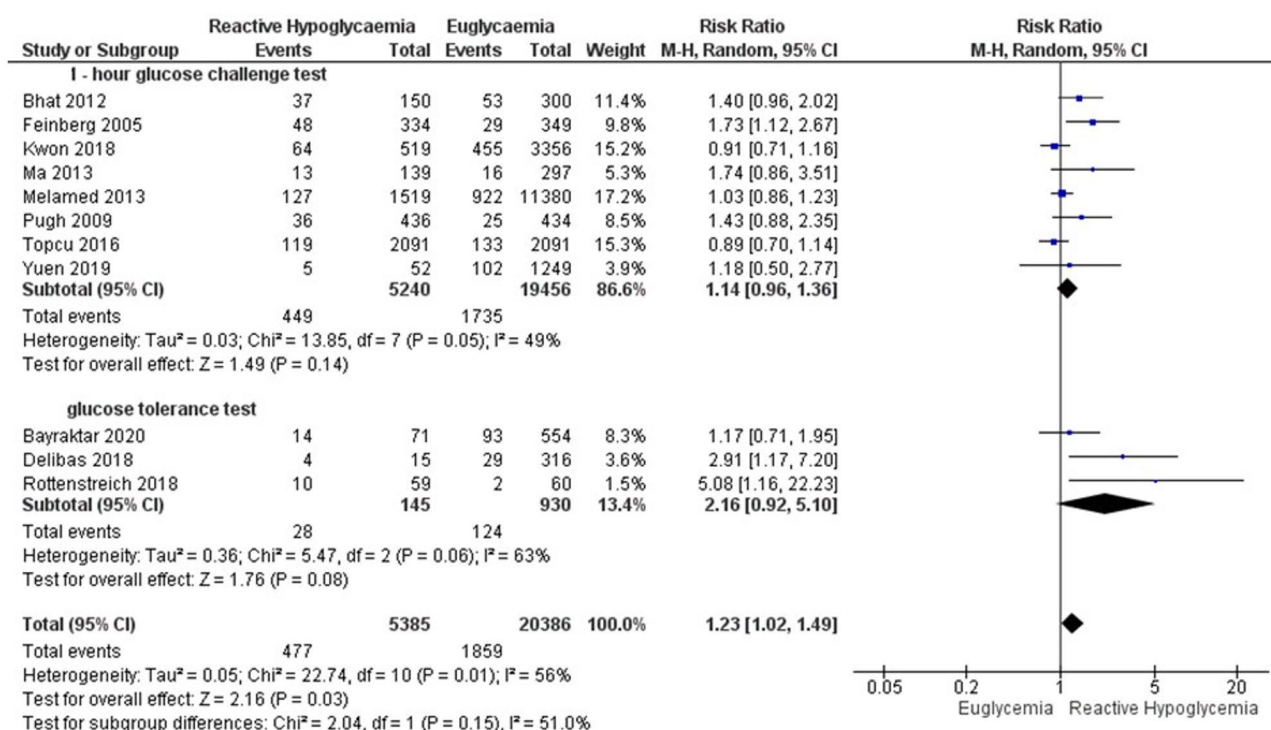 Reactive Hypoglycaemia Euglycaemia Risk Ratio Risk Ratio
Study or Subgroup Events Total Events Total Weight M-H, Random, 95% CI M-H, Random, 95% CI
I - hour glucose challenge test
Bhat 2012 37 150 53 300 11.4% 1.40 [0.96, 2.02]
Feinberg 2005 48 334 29 349 9.8% 1.73 [1.12, 2.67]
Kwon 2018 64 519 455 3356 15.2% 0.91 [0.71, 1.16]
Ma 2013 13 139 16 297 5.3% 1.74 [0.86, 3.51]
Melamed 2013 127 1519 922 11380 17.2% 1.03 [0.86, 1.23]
Pugh 2009 36 436 25 434 8.5% 1.43 [0.88, 2.35]
Topcu 2016 119 2091 133 2091 15.3% 0.89 [0.70, 1.14]
Yuen 2019 5 52 102 1249 3.9% 1.18 [0.50, 2.77]
Subtotal (95% CI) 5240 19456 86.6% 1.14 [0.96, 1.36]
Total events 449 1735
Heterogeneity: Tau² = 0.03; Chi² = 13.85, df = 7 (P = 0.05); I² = 49%
Test for overall effect: Z = 1.49 (P = 0.14)
glucose tolerance test
Bayraktar 2020 14 71 93 554 8.3% 1.17 [0.71, 1.95]
Delibas 2018 4 15 29 316 3.6% 2.91 [1.17, 7.20]
Rottenstreich 2018 10 59 2 60 1.5% 5.08 [1.16, 22.23]
Subtotal (95% CI) 145 930 13.4% 2.16 [0.92, 5.10]
Total events 28 124
Heterogeneity: Tau² = 0.36; Chi² = 5.47, df = 2 (P = 0.06); I² = 63%
Test for overall effect: Z = 1.76 (P = 0.08)
Total (95% CI) 5385 20386 100.0% 1.23 [1.02, 1.49]
Total events 477 1859
Heterogeneity: Tau² = 0.05; Chi² = 22.74, df = 10 (P = 0.01); I² = 56%
Test for overall effect: Z = 2.16 (P = 0.03)
Test for subgroup differences: Chi² = 2.04, df = 1 (P = 0.15), I² = 51.0%
0.05 0.2 1 5 20
Euglycemia Reactive Hypoglycemia